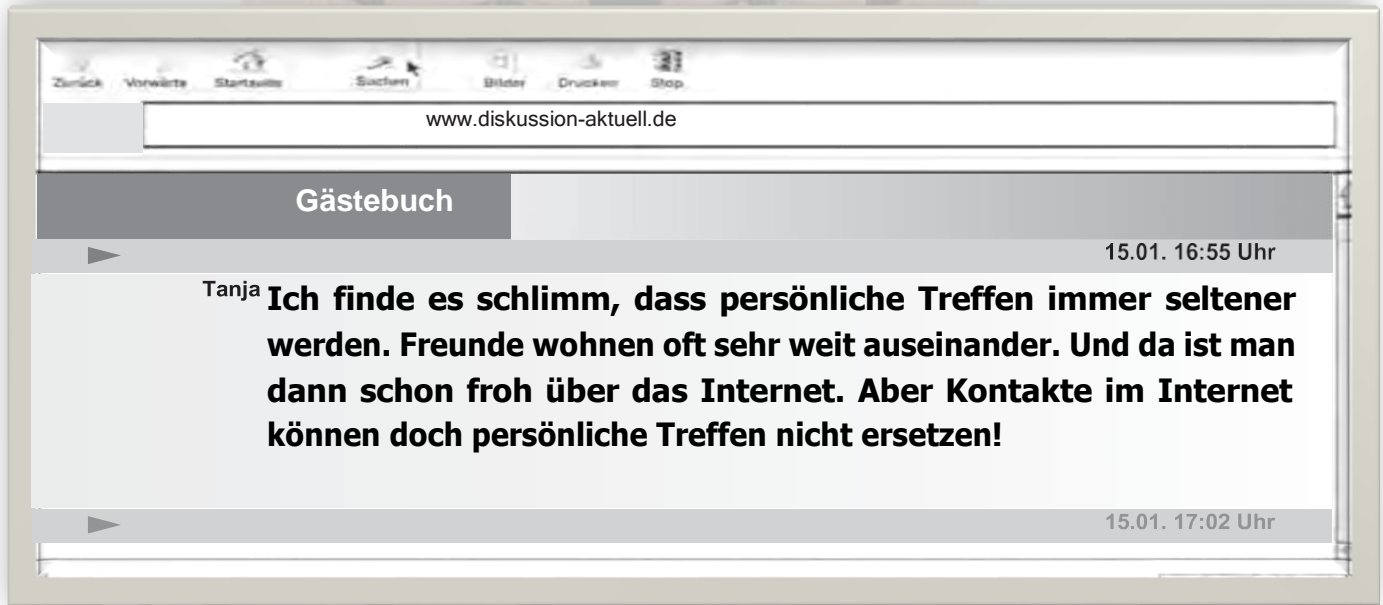 Zurück Vorwärts Startseite Suchen Bilder Drucken Stop
www.diskussion-aktuell.de
Gästebuch
15.01. 16:55 Uhr
Tanja Ich finde es schlimm, dass persönliche Treffen immer seltener
werden. Freunde wohnen oft sehr weit auseinander. Und da ist man
dann schon froh über das Internet. Aber Kontakte im Internet
können doch persönliche Treffen nicht ersetzen!
15.01. 17:02 Uhr